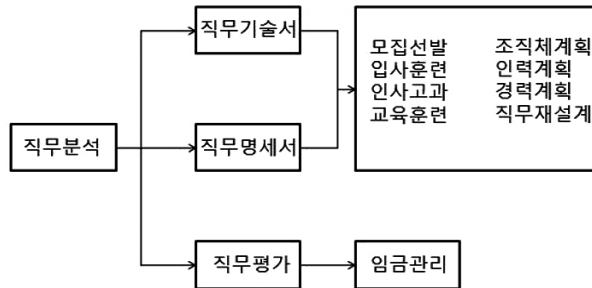 직무기술서
모집선발 조직체계획
입사훈련 인력계획
인사고과 경력계획
교육훈련 직무재설계
직무분석
직무명세서
직무평가
임금관리